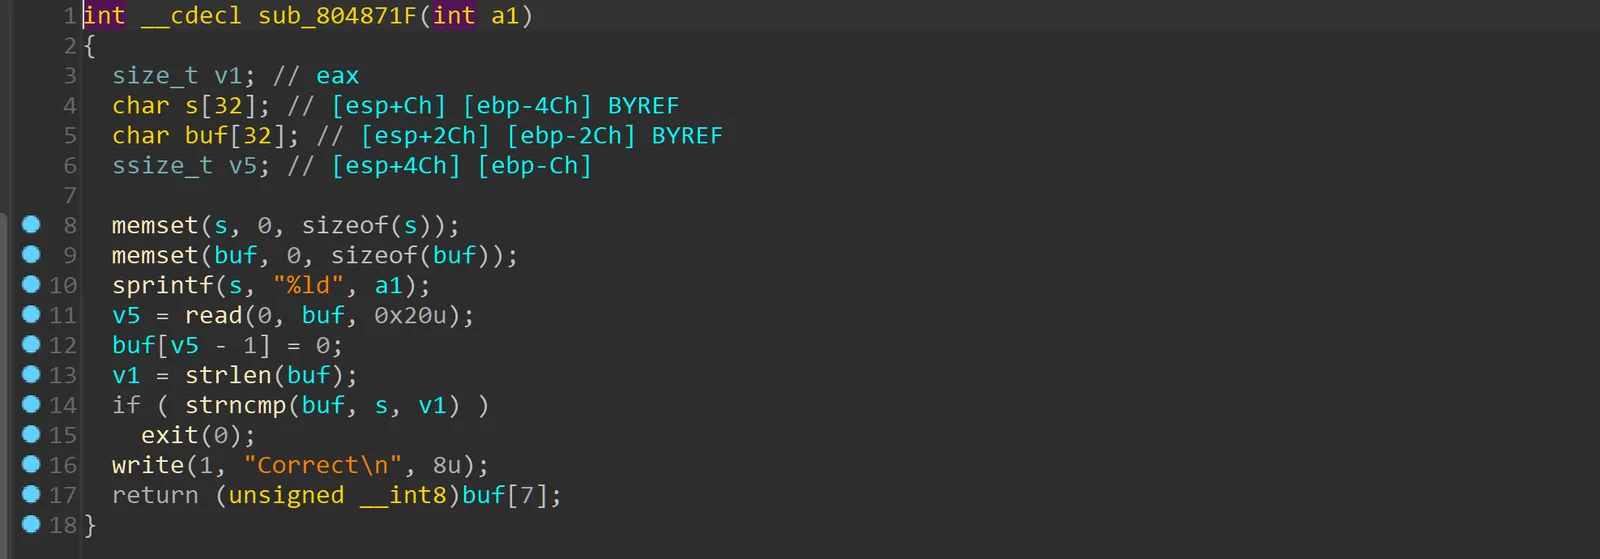 1 int __cdecl sub_804871F(int a1)
2 {
3 size_t v1; // eax
4 char s[32]; // [esp+Ch] [ebp-4Ch] BYREF
5 char buf[32]; // [esp+2Ch] [ebp-2Ch] BYREF
6 ssize_t v5; // [esp+4Ch] [ebp-Ch]
7
8 memset(s, 0, sizeof(s));
9 memset(buf, 0, sizeof(buf));
10 sprintf(s, "%ld", a1);
11 v5 = read(0, buf, 0x20u);
12 buf[v5 - 1] = 0;
13 v1 = strlen(buf);
14 if ( strncmp(buf, s, v1) )
15 exit(0);
16 write(1, "Correct\n", 8u);
17 return (unsigned __int8)buf[7];
18 }